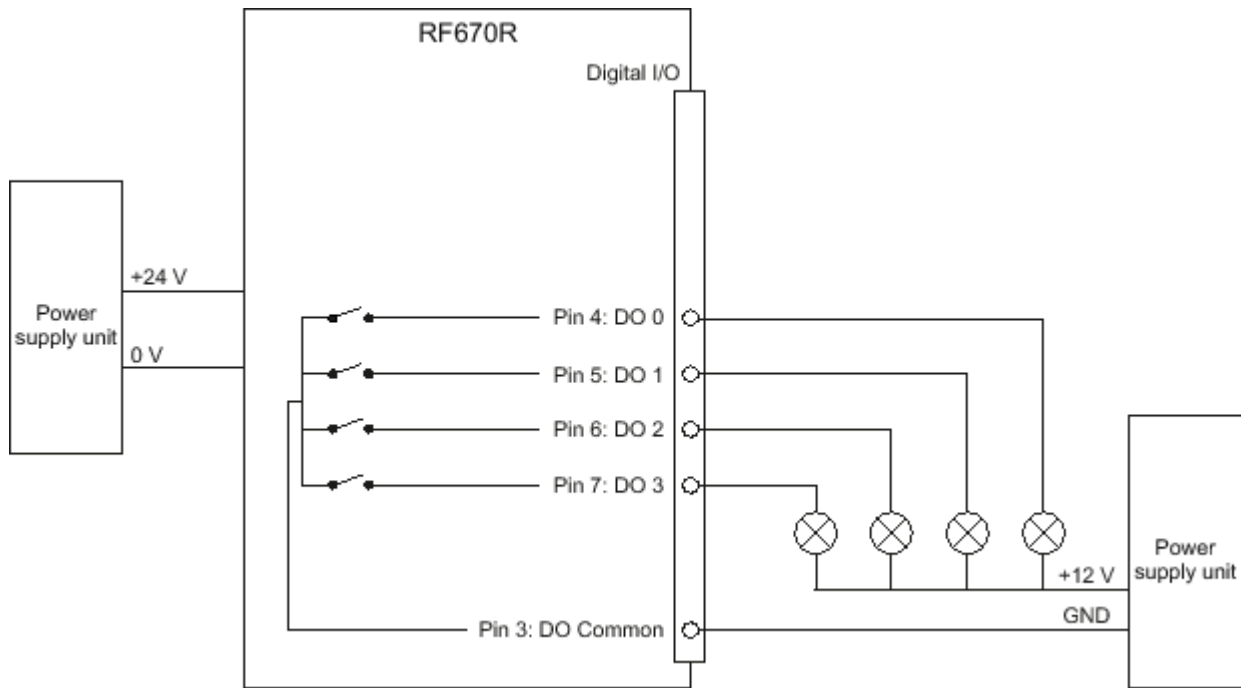 RF670R
Digital I/O
+24 V
Power
supply unit
0 V
Pin 4: DO 0
Pin 5: DO 1
Pin 6: DO 2
Pin 7: DO 3
+12 V
Power
supply unit
GND
Pin 3: DO Common